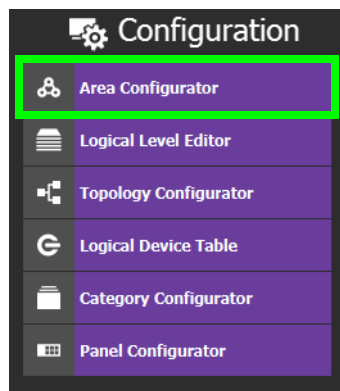 Configuration
Area Configurator
Logical Level Editor
Topology Configurator
Logical Device Table
Category Configurator
Panel Configurator